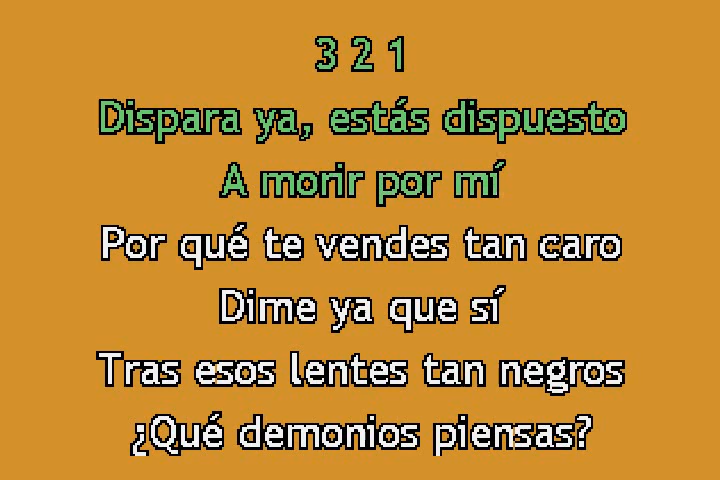 3 2 1
Dispara ya, estás dispuesto
A morir por mí
Por qué te vendes tan caro
Dime ya que sí
Tras esos lentes tan negros
¿Qué demonios piensas?